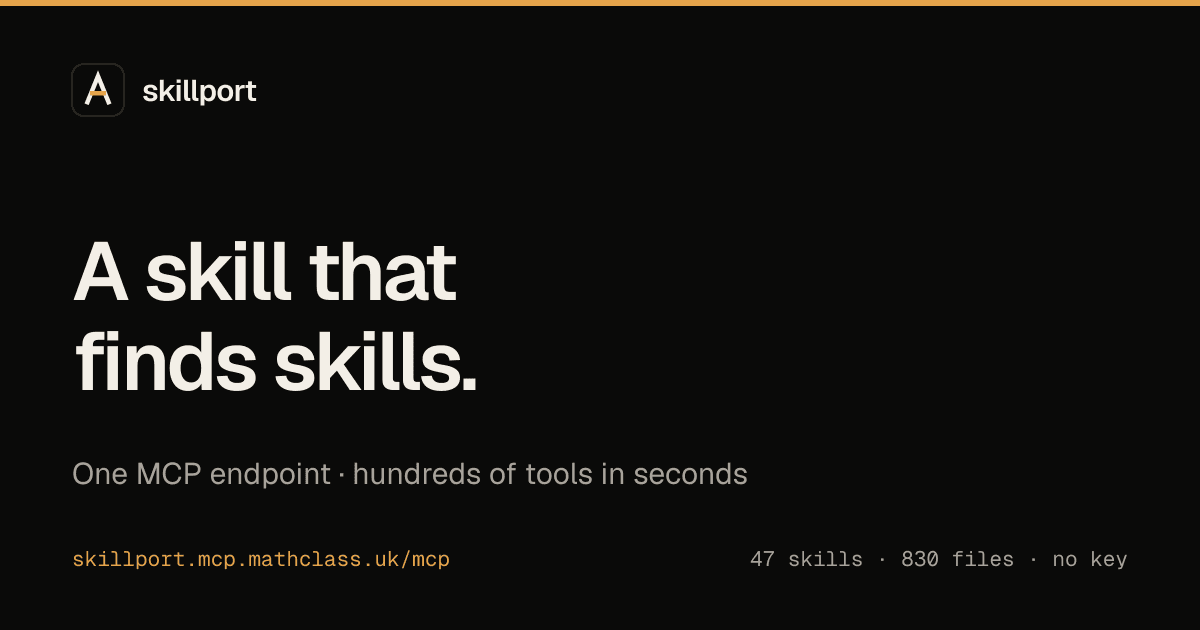 skillport
A skill that
finds skills.
One MCP endpoint · hundreds of tools in seconds
skillport.mcp.mathclass.uk/mcp
47 skills · 830 files · no key